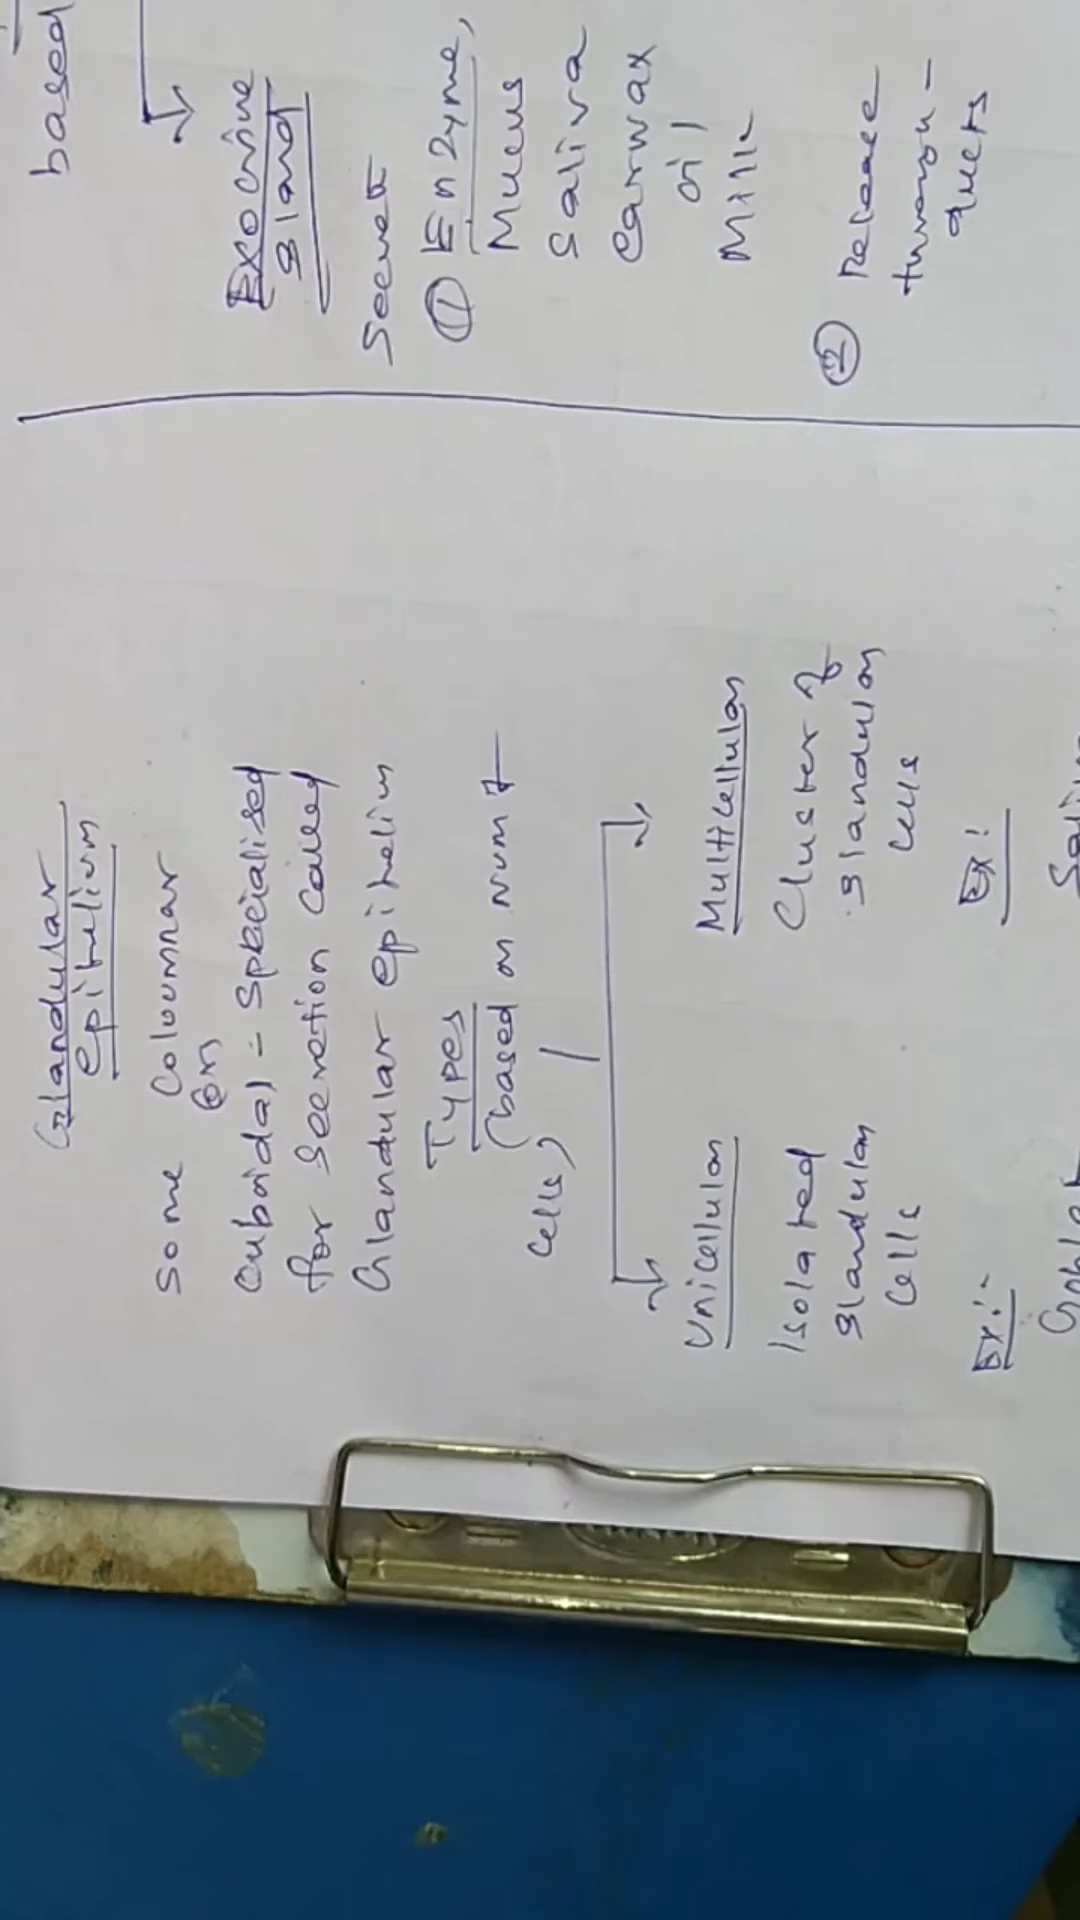 Glandular
epithelium
Some Coloumnar
(or)
cuboidal - Specialised
for Secretion called
Glandular epithelium
Types
(based on num of
cells)
Unicellular
Isolated
glandular
cells
Ex:-
Goblet
Multicellular
Cluster of
glandular
cells
Ex:
based
Exocrine
gland
Secrete
① Enzyme,
Mucus
Saliva
earwax
oil
Milk
② Release
through
ducts